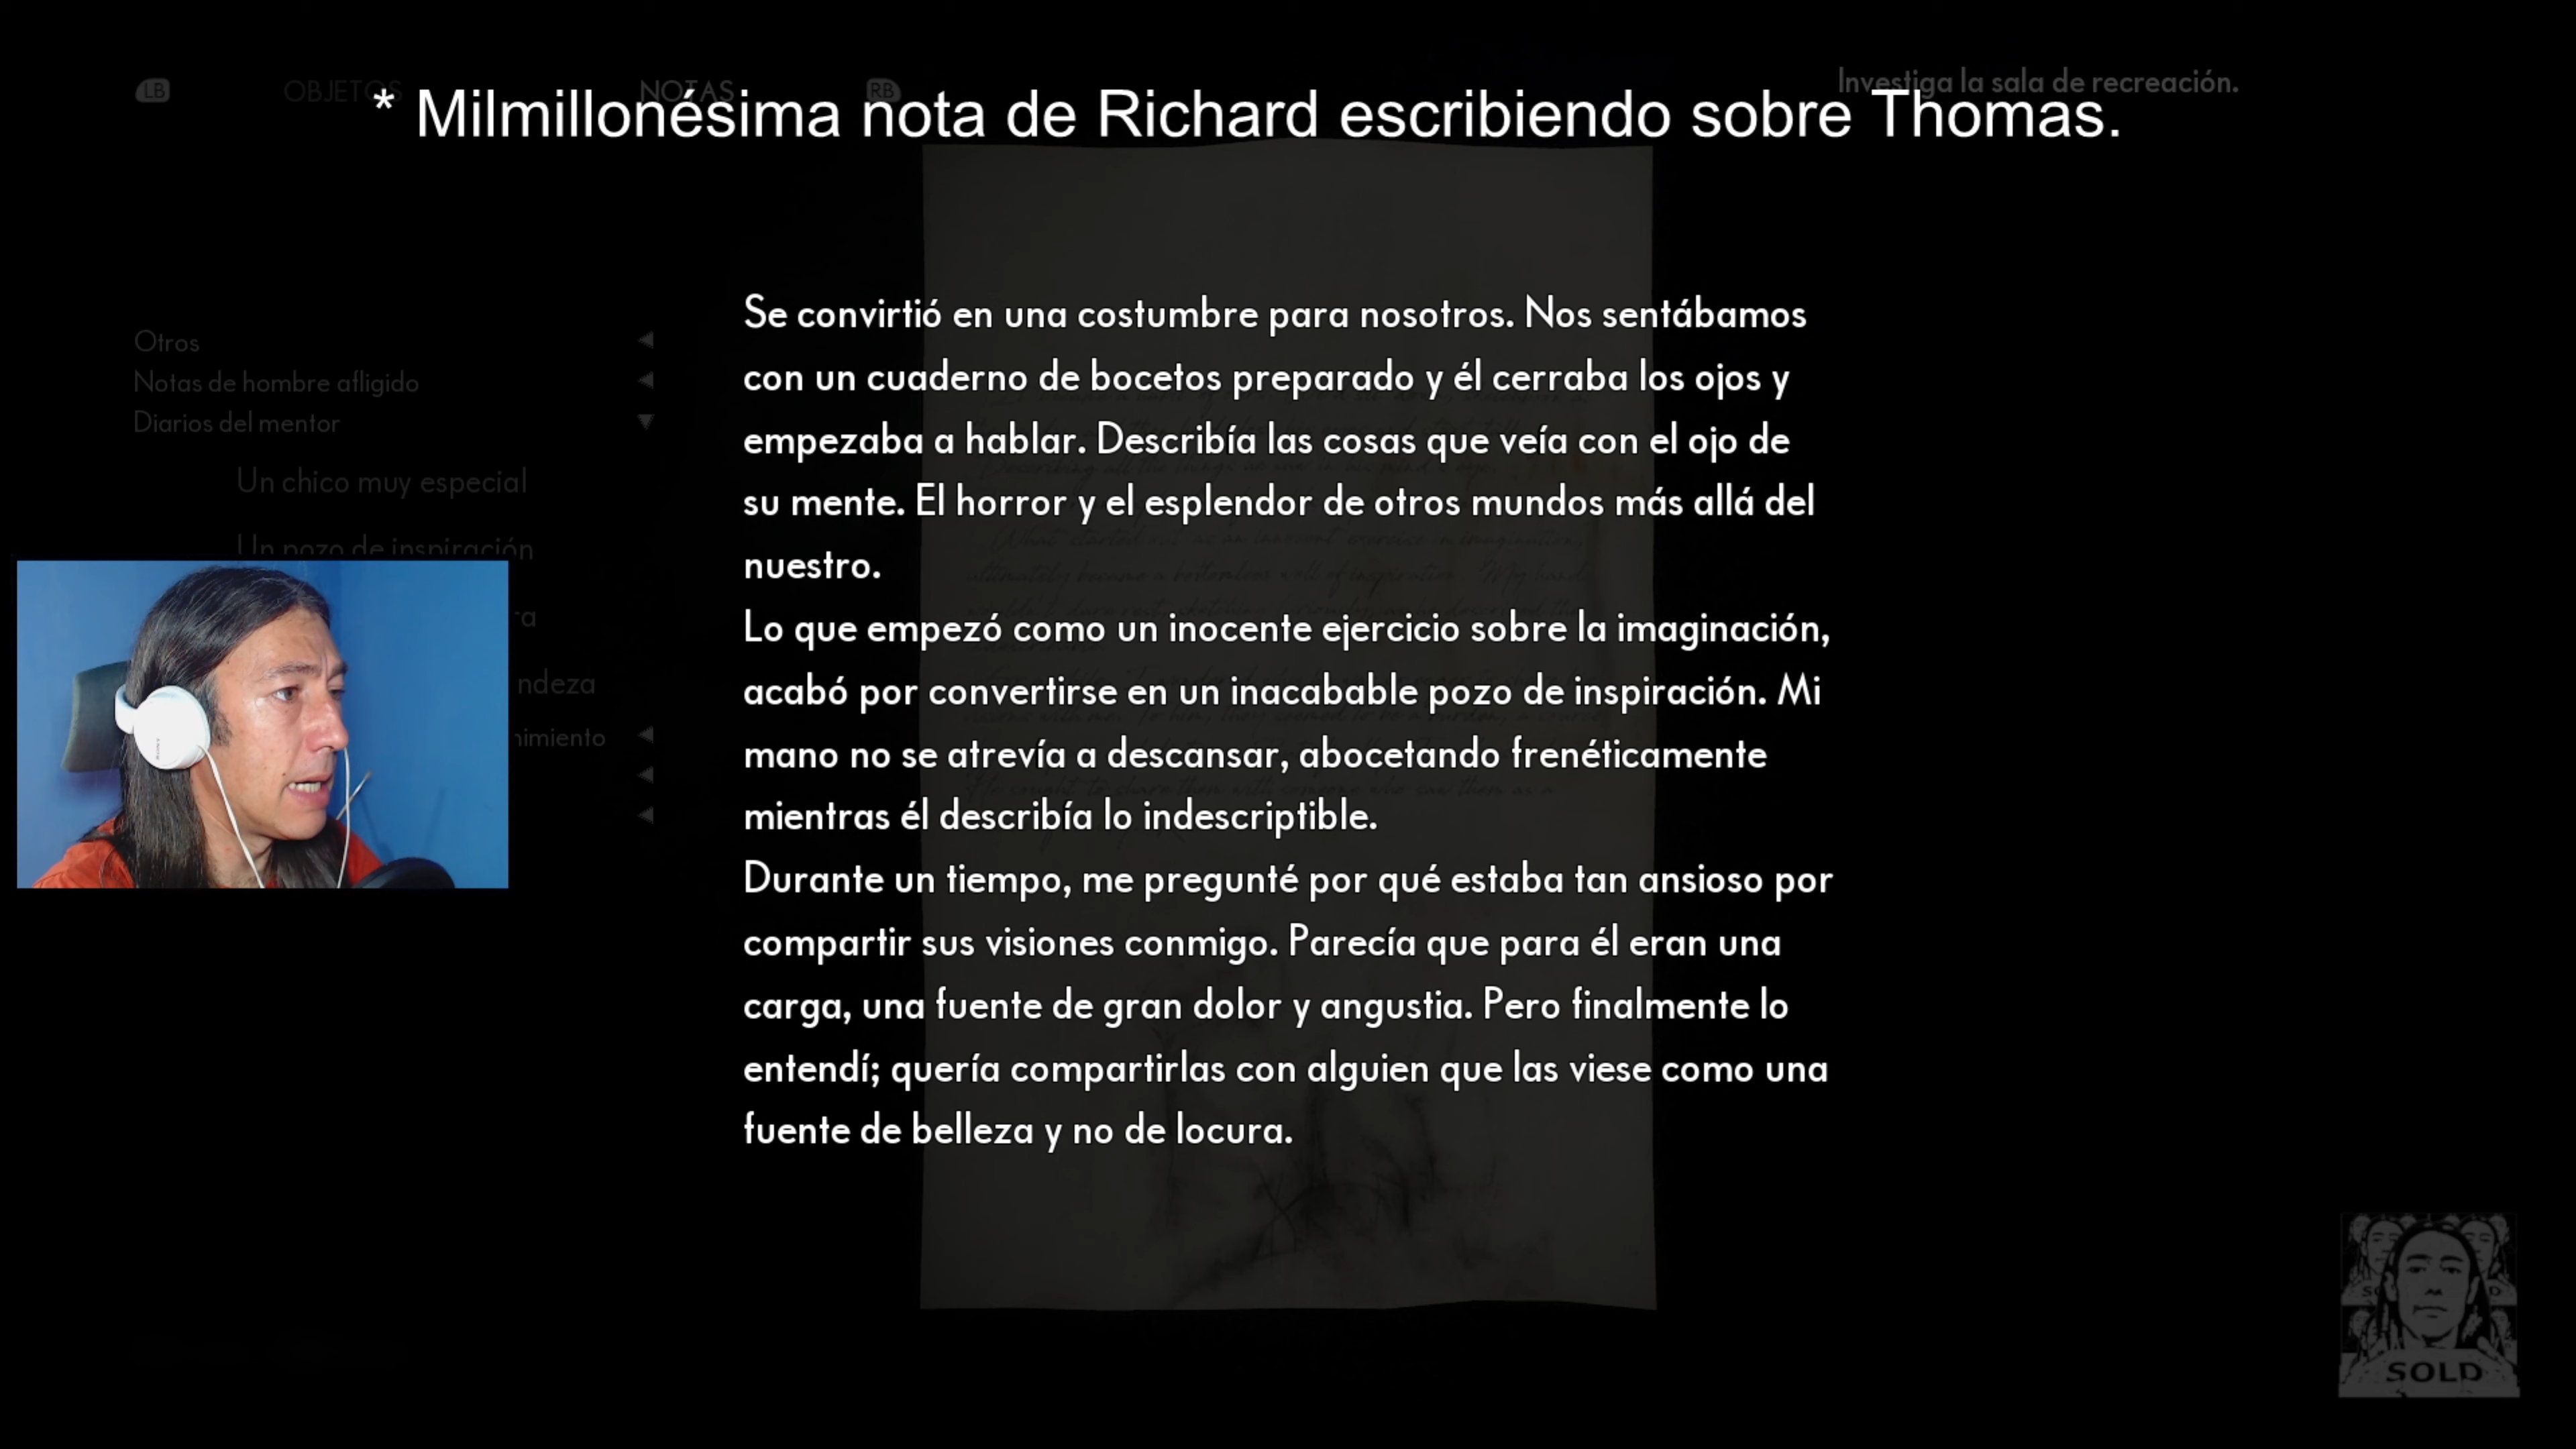 LB OBJETOS NOTAS RB Investiga la sala de recreación.
* Milmillonésima nota de Richard escribiendo sobre Thomas.
Otros
Notas de hombre afligido
Diarios del mentor
Un chico muy especial
Un pozo de inspiración
ra
ndeza
nimiento
Se convirtió en una costumbre para nosotros. Nos sentábamos
con un cuaderno de bocetos preparado y él cerraba los ojos y
empezaba a hablar. Describía las cosas que veía con el ojo de
su mente. El horror y el esplendor de otros mundos más allá del
nuestro.
Lo que empezó como un inocente ejercicio sobre la imaginación,
acabó por convertirse en un inacabable pozo de inspiración. Mi
mano no se atrevía a descansar, abocetando frenéticamente
mientras él describía lo indescriptible.
Durante un tiempo, me pregunté por qué estaba tan ansioso por
compartir sus visiones conmigo. Parecía que para él eran una
carga, una fuente de gran dolor y angustia. Pero finalmente lo
entendí; quería compartirlas con alguien que las viese como una
fuente de belleza y no de locura.
SOLD